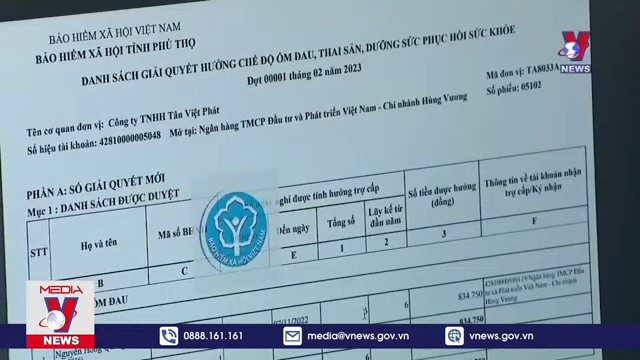 BẢO HIỂM XÃ HỘI VIỆT NAM
BẢO HIỂM XÃ HỘI TỈNH PHÚ THỌ
DANH SÁCH GIẢI QUYẾT HƯỞNG CHẾ ĐỘ ỐM ĐAU, THAI SẢN, DƯỠNG SỨC PHỤC HỒI SỨC KHỎE
Đợt 00001 tháng 02 năm 2023
Mã đơn vị: TA8033A
Số phiếu: 05102
Tên cơ quan đơn vị: Công ty TNHH Tân Việt Phát
Số hiệu tài khoản: 42810000005048 Mở tại: Ngân hàng TMCP Đầu tư và Phát triển Việt Nam - Chi nhánh Hùng Vương
PHẦN A: SỐ GIẢI QUYẾT MỚI
Mục 1 : DANH SÁCH ĐƯỢC DUYỆT
STT
Họ và tên
Mã số
ngày nghỉ được tính hưởng trợ cấp
Đến ngày
Tổng số
Lũy kế từ đầu năm
Số tiền được hưởng (đồng)
Thông tin về tài khoản nhận trợ cấp/Ký nhận
B
C
E
1
2
3
F
BẢO HIỂM XÃ HỘI VIỆT NAM
ỐM ĐAU
6
834.750
42810000590119/Ngân hàng TMCP Đầu tư và Phát triển Việt Nam - Chi nhánh Hùng Vương
834.750
VNEWS
MEDIA
VNEWS
0888.161.161
media@vnews.gov.vn
vnews.gov.vn